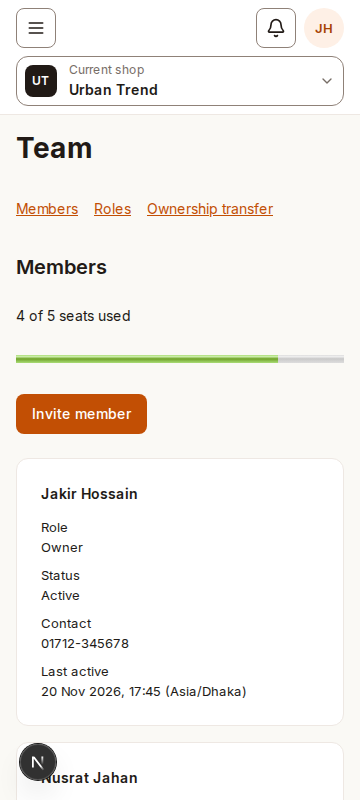 JH
UT
Current shop
Urban Trend
Team
Members
Roles
Ownership transfer
Members
4 of 5 seats used
Invite member
Jakir Hossain
Role
Owner
Status
Active
Contact
01712-345678
Last active
20 Nov 2026, 17:45 (Asia/Dhaka)
N
Nusrat Jahan